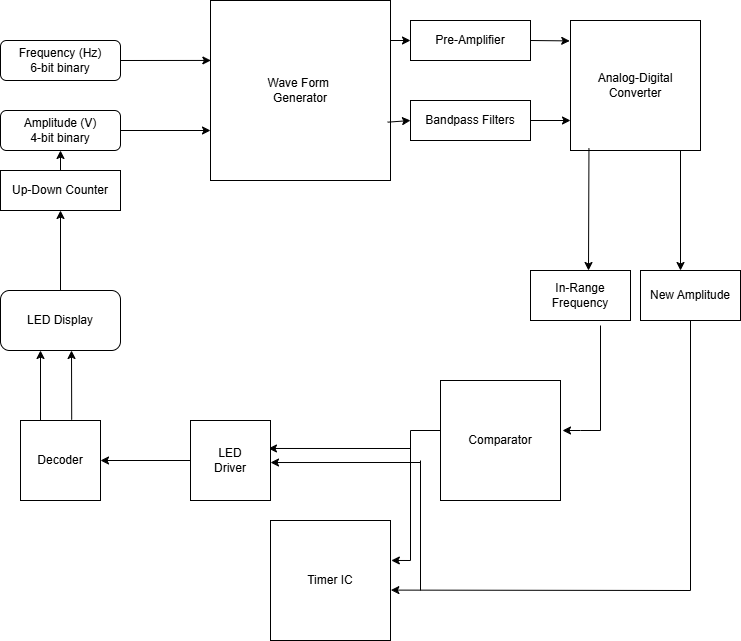 Frequency (Hz)
6-bit binary
Amplitude (V)
4-bit binary
Up-Down Counter
Wave Form
Generator
Pre-Amplifier
Bandpass Filters
Analog-Digital
Converter
In-Range
Frequency
New Amplitude
LED Display
Decoder
LED
Driver
Comparator
Timer IC